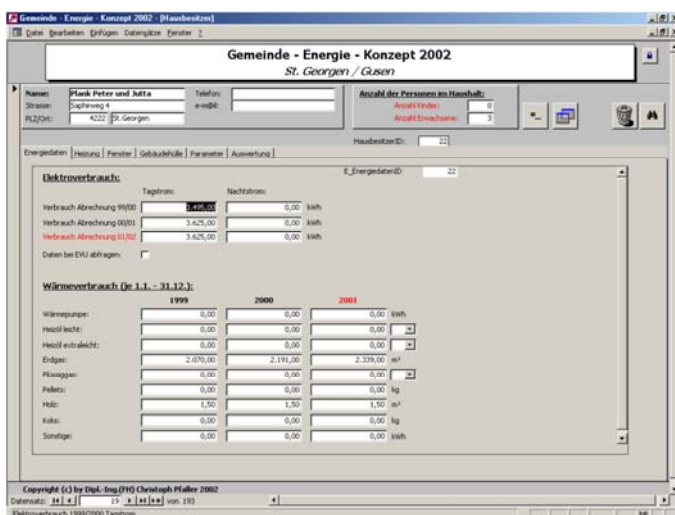 Gemeinde - Energie - Konzept 2002 - [Hausbesitzer]
Datei Bearbeiten Einfügen Datensätze Fenster ?
Gemeinde - Energie - Konzept 2002
St. Georgen / Gusen
Name: Plank Peter und Jutta Telefon: Anzahl der Personen im Haushalt:
Strasse: Saphirweg 4 e-m@il: Anzahl Kinder: 0
PLZ/Ort: 4222 St.Georgen Anzahl Erwachsene: 3
HausbesitzerID: 22
Energiedaten Heizung Fenster Gebäudehülle Parameter Auswertung
Elektroverbrauch: E_EnergiedatenID: 22
Tagstrom: Nachtstrom:
Verbrauch Abrechnung 99/00 3.495,00 0,00 kWh
Verbrauch Abrechnung 00/01 3.625,00 0,00 kWh
Verbrauch Abrechnung 01/02 3.625,00 0,00 kWh
Daten bei EVU abfragen:
Wärmeverbrauch (je 1.1. - 31.12.):
1999 2000 2001
Wärmepumpe: 0,00 0,00 0,00 kWh
Heizöl leicht: 0,00 0,00 0,00
Heizöl extraleicht: 0,00 0,00 0,00
Erdgas: 2.070,00 2.191,00 2.339,00 m³
Flüssiggas: 0,00 0,00 0,00
Pellets: 0,00 0,00 0,00 kg
Holz: 1,50 1,50 1,50 m³
Koks: 0,00 0,00 0,00 kg
Sonstige: 0,00 0,00 0,00 kWh
Copyright (c) by Dipl.-Ing.(FH) Christoph Pfaller 2002
Datensatz: 19 von 193
Elektroverbrauch 1999/2000 Tagstrom